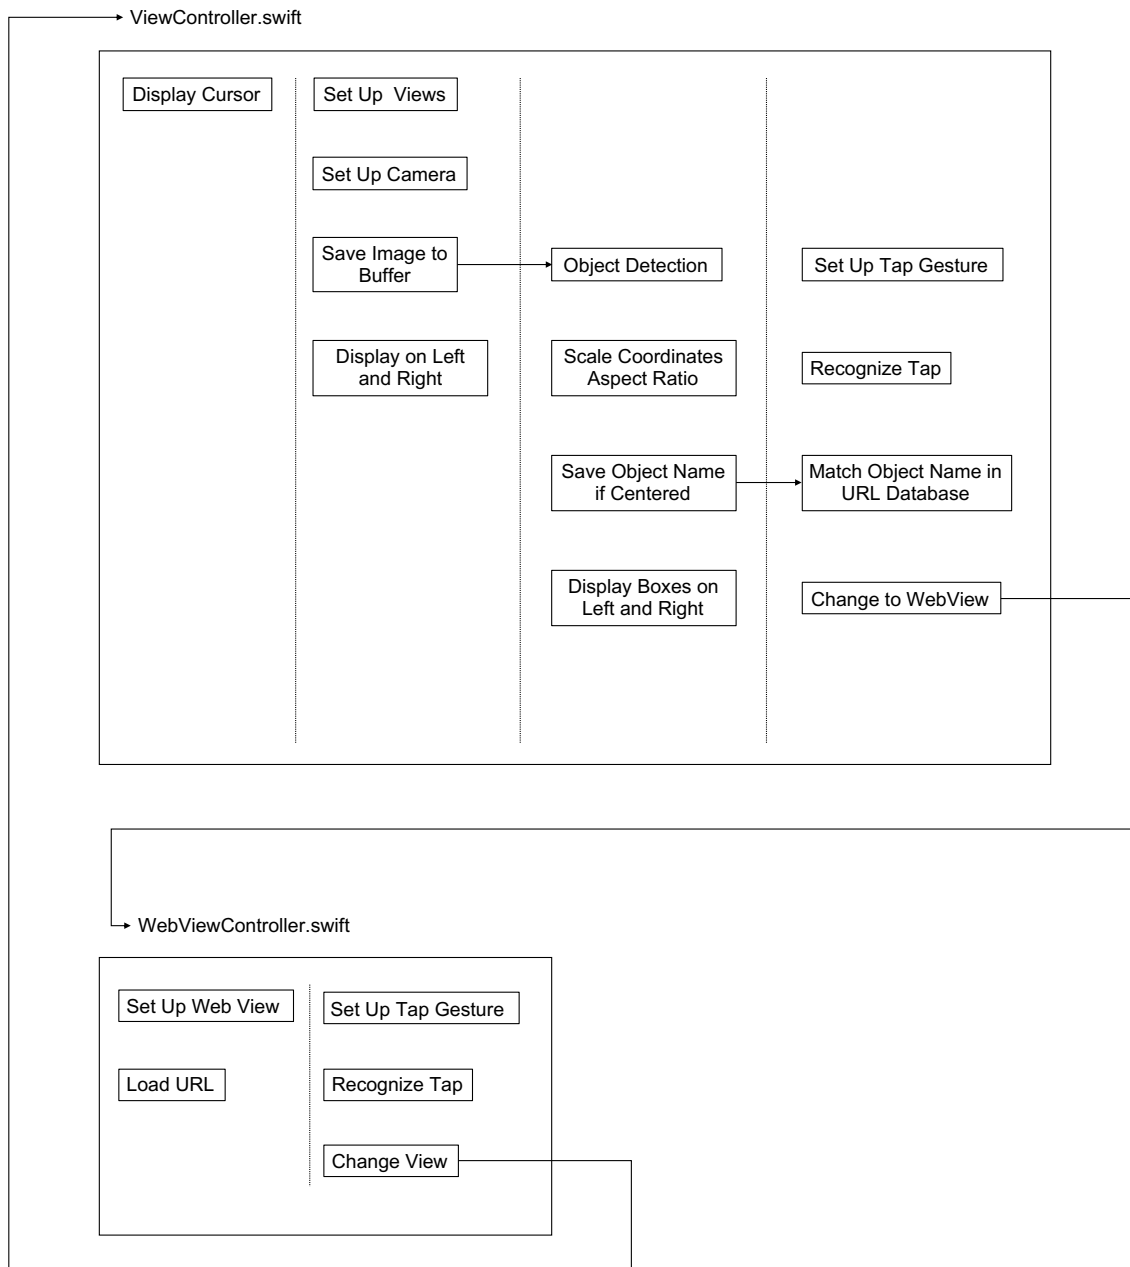 ViewController.swift
Display Cursor
Set Up Views
Set Up Camera
Save Image to
Buffer
Display on Left
and Right
Object Detection
Scale Coordinates
Aspect Ratio
Save Object Name
if Centered
Display Boxes on
Left and Right
Set Up Tap Gesture
Recognize Tap
Match Object Name in
URL Database
Change to WebView
WebViewController.swift
Set Up Web View
Load URL
Set Up Tap Gesture
Recognize Tap
Change View